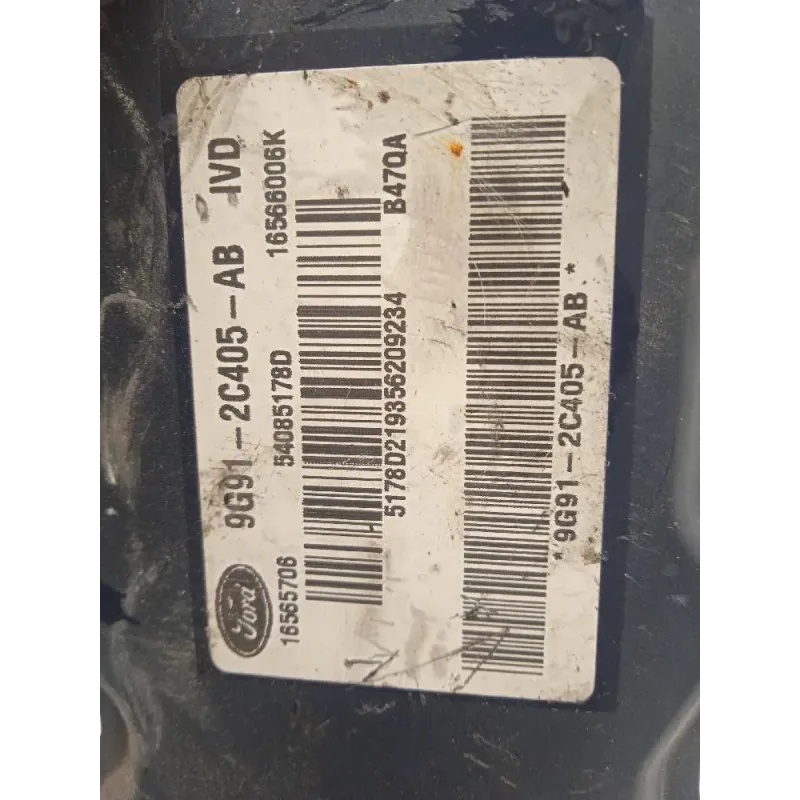 Ford 9G91-2C405-AB IVD
16565706 54085178D 16566006K
5178D219356209234 B47QA
*9G91-2C405-AB*